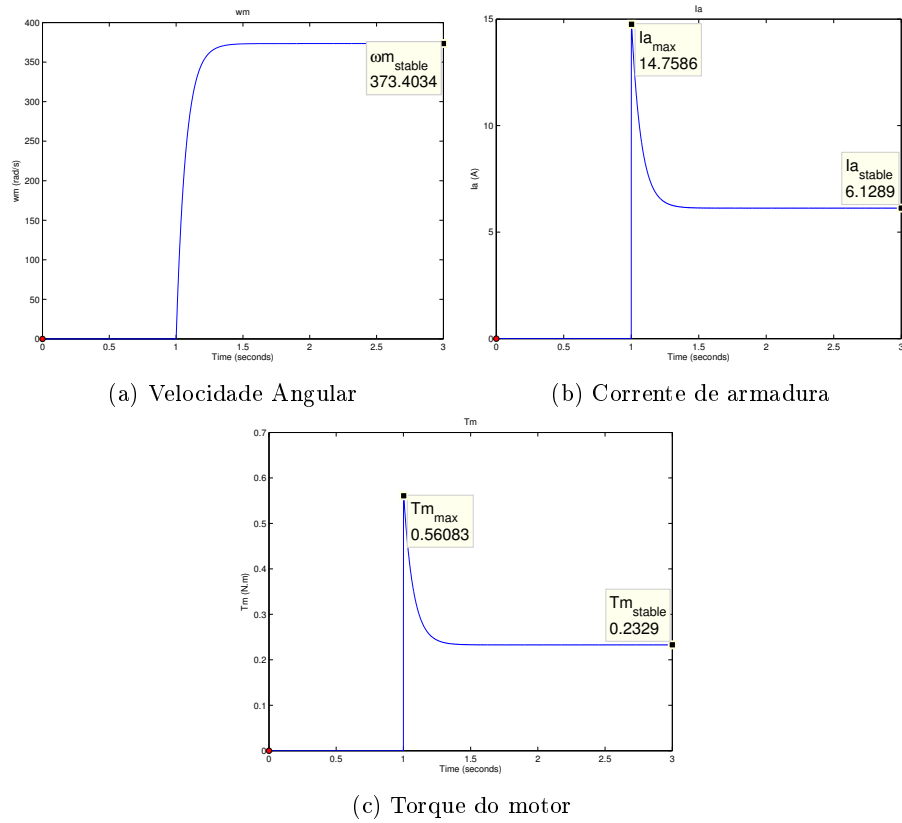 wm
400
350
300
250
200
150
100
50
0
wm (rad/s)
ωm stable
373.4034
0 0.5 1 1.5 2 2.5 3
Time (seconds)
(a) Velocidade Angular
Ia
15
10
5
0
Ia (A)
Ia max
14.7586
Ia stable
6.1289
0 0.5 1 1.5 2 2.5 3
Time (seconds)
(b) Corrente de armadura
Tm
0.7
0.6
0.5
0.4
0.3
0.2
0.1
0
Tm (N.m)
Tm max
0.56083
Tm stable
0.2329
0 0.5 1 1.5 2 2.5 3
Time (seconds)
(c) Torque do motor